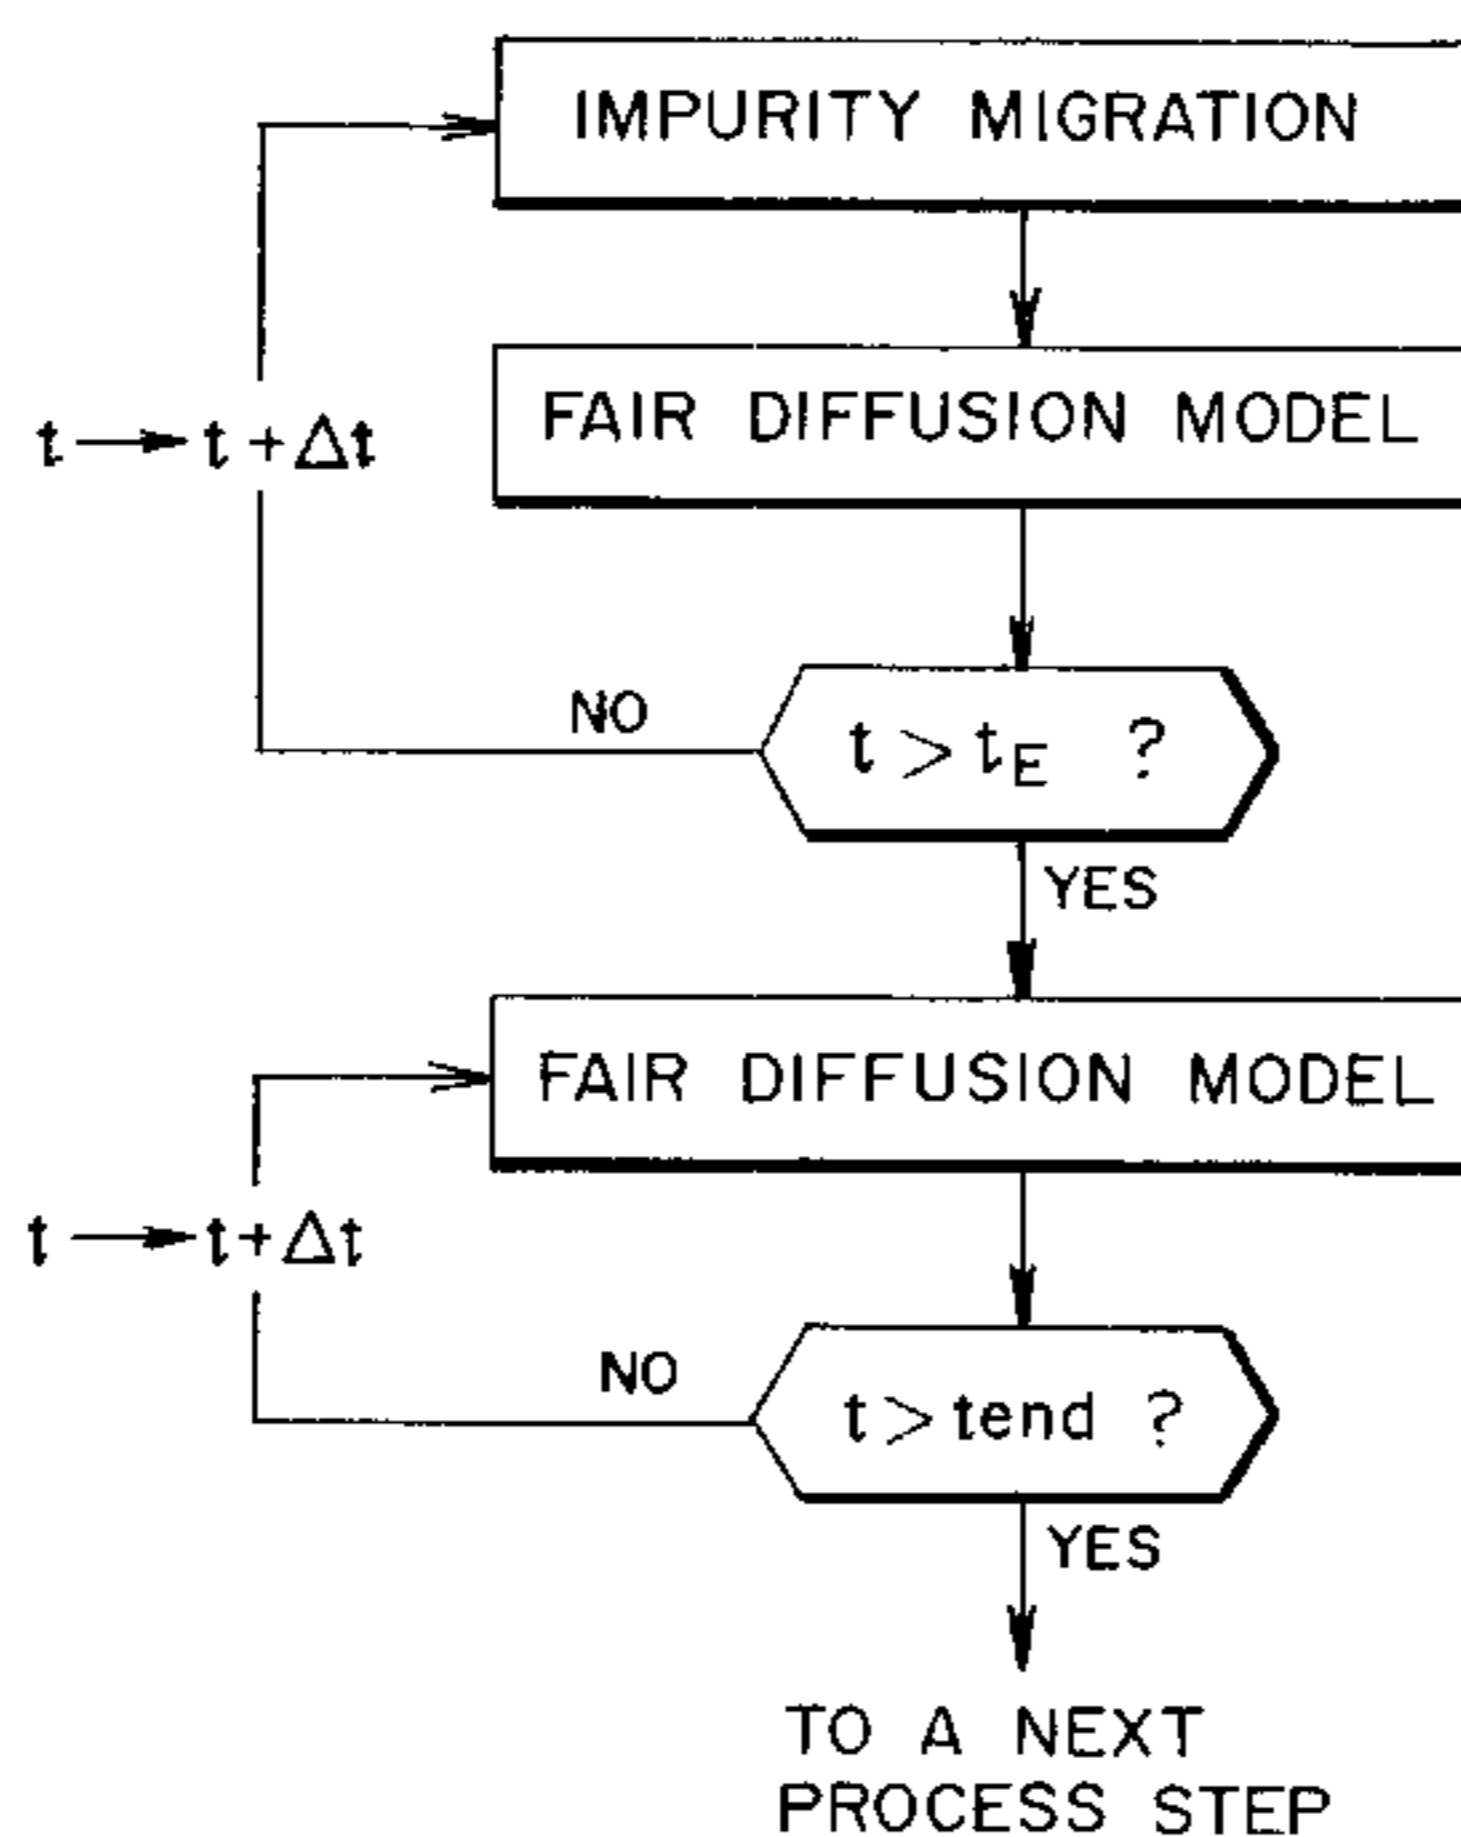 IMPURITY MIGRATION
FAIR DIFFUSION MODEL
t → t + Δt
NO
t > tE ?
YES
FAIR DIFFUSION MODEL
t → t + Δt
NO
t > tend ?
YES
TO A NEXT
PROCESS STEP